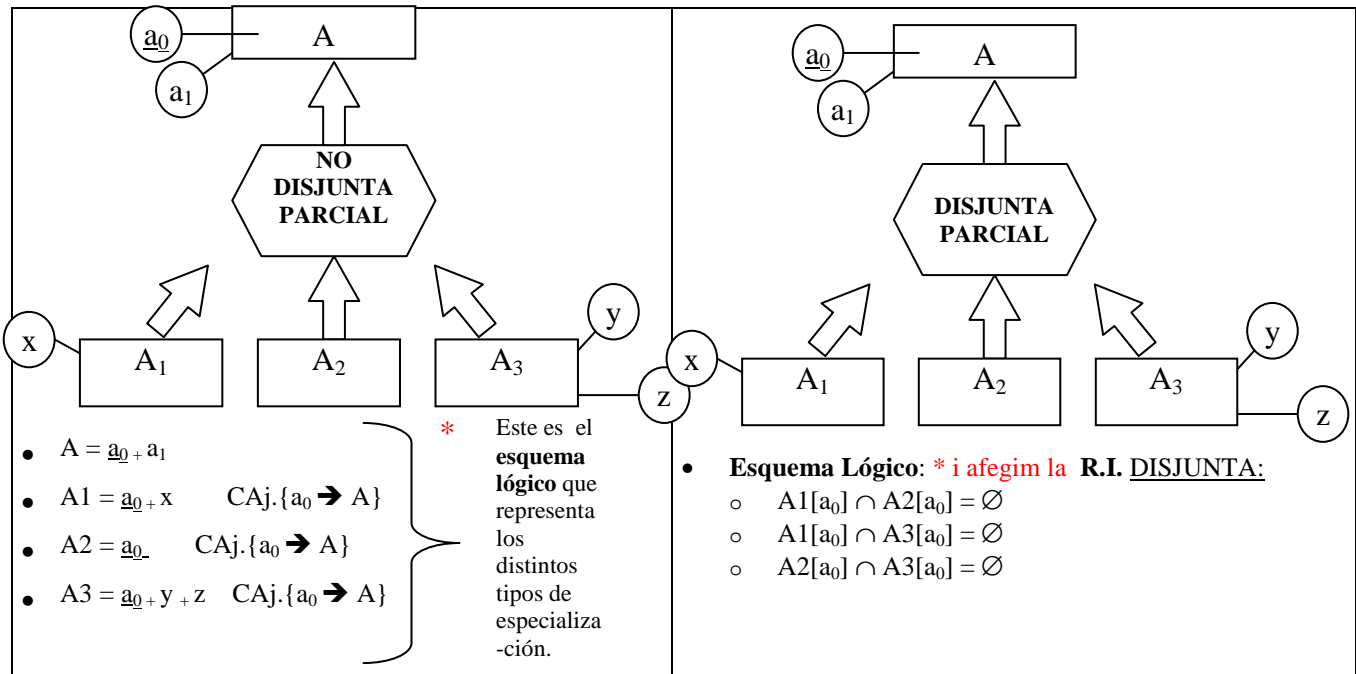 a₀
A
a₁
NO
DISJUNTA
PARCIAL
x
A₁
A₂
A₃
y
z
• A = a₀ + a₁
• A1 = a₀ + x CAj.{a₀ ➔ A}
• A2 = a₀ CAj.{a₀ ➔ A}
• A3 = a₀ + y + z CAj.{a₀ ➔ A}
* Este es el
esquema
lógico que
representa
los
distintos
tipos de
especializa
-ción.
a₀
A
a₁
DISJUNTA
PARCIAL
x
A₁
A₂
A₃
y
z
• Esquema Lógico: * i afegim la R.I. DISJUNTA:
o A1[a₀] ∩ A2[a₀] = ∅
o A1[a₀] ∩ A3[a₀] = ∅
o A2[a₀] ∩ A3[a₀] = ∅